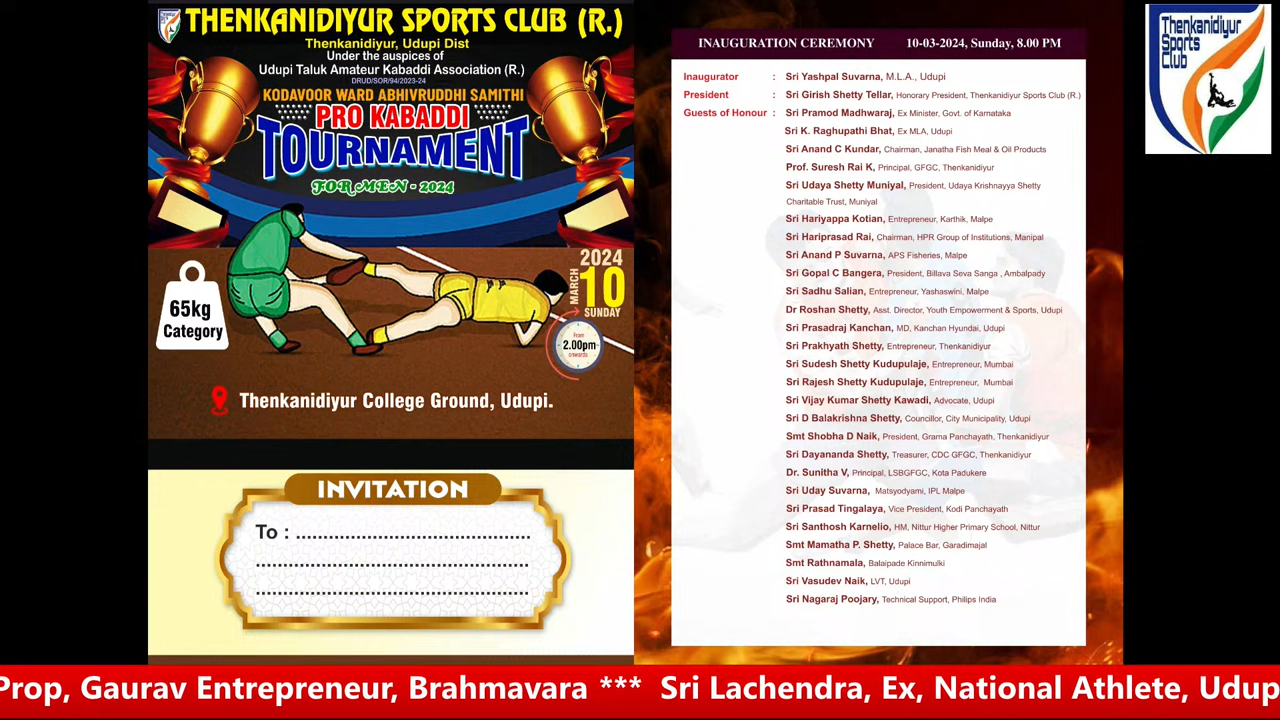 THENKANIDIYUR SPORTS CLUB (R.)
Thenkanidiyur, Udupi Dist
Under the auspices of
Udupi Taluk Amateur Kabaddi Association (R.)
DRUD/SOR/94/2023-24
KODAVOOR WARD ABHIVRUDDHI SAMITHI
PRO KABADDI
TOURNAMENT
FOR MEN - 2024
65kg
Category
2024
MARCH
10
SUNDAY
From
2.00pm
onwards
Thenkanidiyur College Ground, Udupi.
INVITATION
To : ..........................................
................................................
................................................
INAUGURATION CEREMONY 10-03-2024, Sunday, 8.00 PM
Inaugurator : Sri Yashpal Suvarna, M.L.A., Udupi
President : Sri Girish Shetty Tellar, Honorary President, Thenkanidiyur Sports Club (R.)
Guests of Honour : Sri Pramod Madhwaraj, Ex Minister, Govt. of Karnataka
Sri K. Raghupathi Bhat, Ex MLA, Udupi
Sri Anand C Kundar, Chairman, Janatha Fish Meal & Oil Products
Prof. Suresh Rai K, Principal, GFGC, Thenkanidiyur
Sri Udaya Shetty Muniyal, President, Udaya Krishnayya Shetty
Charitable Trust, Muniyal
Sri Hariyappa Kotian, Entrepreneur, Karthik, Malpe
Sri Hariprasad Rai, Chairman, HPR Group of Institutions, Manipal
Sri Anand P Suvarna, APS Fisheries, Malpe
Sri Gopal C Bangera, President, Billava Seva Sanga , Ambalpady
Sri Sadhu Salian, Entrepreneur, Yashaswini, Malpe
Dr Roshan Shetty, Asst. Director, Youth Empowerment & Sports, Udupi
Sri Prasadraj Kanchan, MD, Kanchan Hyundai, Udupi
Sri Prakhyath Shetty, Entrepreneur, Thenkanidiyur
Sri Sudesh Shetty Kudupulaje, Entrepreneur, Mumbai
Sri Rajesh Shetty Kudupulaje, Entrepreneur, Mumbai
Sri Vijay Kumar Shetty Kawadi, Advocate, Udupi
Sri D Balakrishna Shetty, Councillor, City Municipality, Udupi
Smt Shobha D Naik, President, Grama Panchayath, Thenkanidiyur
Sri Dayananda Shetty, Treasurer, CDC GFGC, Thenkanidiyur
Dr. Sunitha V, Principal, LSBGFGC, Kota Padukere
Sri Uday Suvarna, Matsyodyami, IPL Malpe
Sri Prasad Tingalaya, Vice President, Kodi Panchayath
Sri Santhosh Karnelio, HM, Nittur Higher Primary School, Nittur
Smt Mamatha P. Shetty, Palace Bar, Garadimajal
Smt Rathnamala, Balaipade Kinnimulki
Sri Vasudev Naik, LVT, Udupi
Sri Nagaraj Poojary, Technical Support, Philips India
Thenkanidiyur
Sports
Club
Prop, Gaurav Entrepreneur, Brahmavara *** Sri Lachendra, Ex, National Athlete, Udup